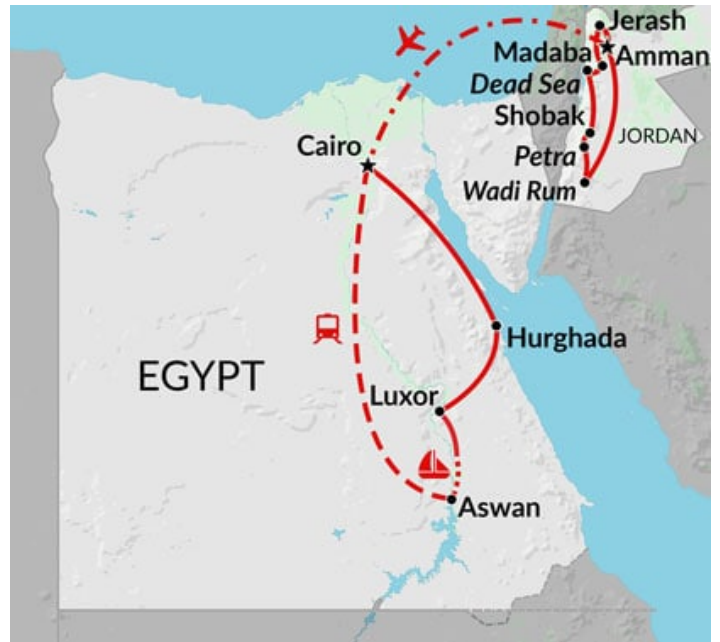 Jerash
Madaba
Amman
Dead Sea
Shobak
JORDAN
Petra
Wadi Rum
Cairo
Hurghada
EGYPT
Luxor
Aswan